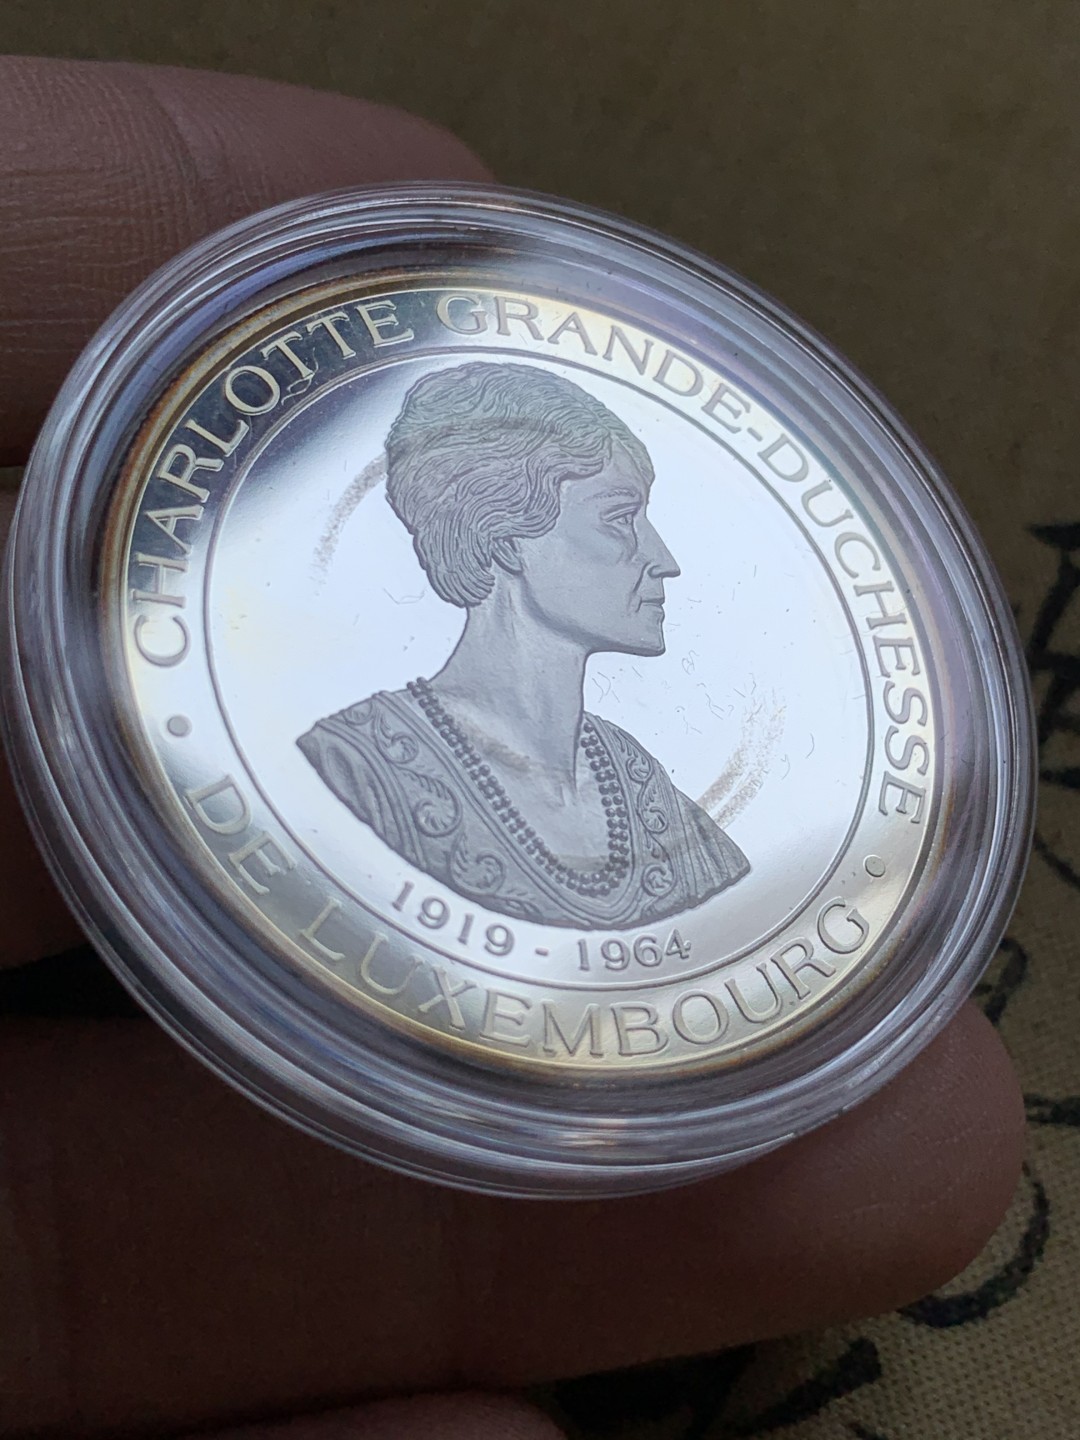 CHARLOTTE GRANDE-DUCHESSE
DE LUXEMBOURG
1919 - 1964